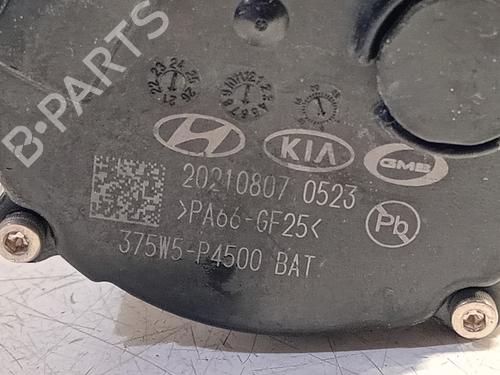 B-PARTS
KIA
GMB
20210807 0523
>PA66-GF25<
Pb
375W5-P4500 BAT